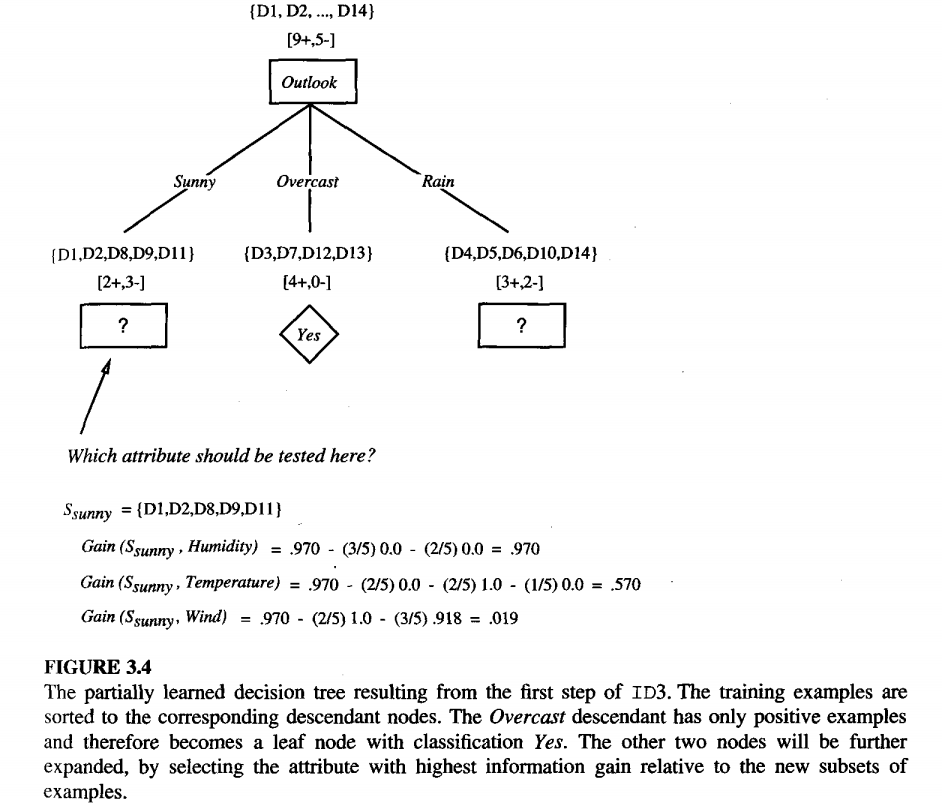 {D1, D2, ..., D14}
[9+,5-]
Outlook
Sunny Overcast Rain
{D1,D2,D8,D9,D11} {D3,D7,D12,D13} {D4,D5,D6,D10,D14}
[2+,3-] [4+,0-] [3+,2-]
? Yes ?
Which attribute should be tested here?
Ssunny = {D1,D2,D8,D9,D11}
Gain (Ssunny , Humidity) = .970 - (3/5) 0.0 - (2/5) 0.0 = .970
Gain (Ssunny , Temperature) = .970 - (2/5) 0.0 - (2/5) 1.0 - (1/5) 0.0 = .570
Gain (Ssunny, Wind) = .970 - (2/5) 1.0 - (3/5) .918 = .019
FIGURE 3.4
The partially learned decision tree resulting from the first step of ID3. The training examples are
sorted to the corresponding descendant nodes. The Overcast descendant has only positive examples
and therefore becomes a leaf node with classification Yes. The other two nodes will be further
expanded, by selecting the attribute with highest information gain relative to the new subsets of
examples.